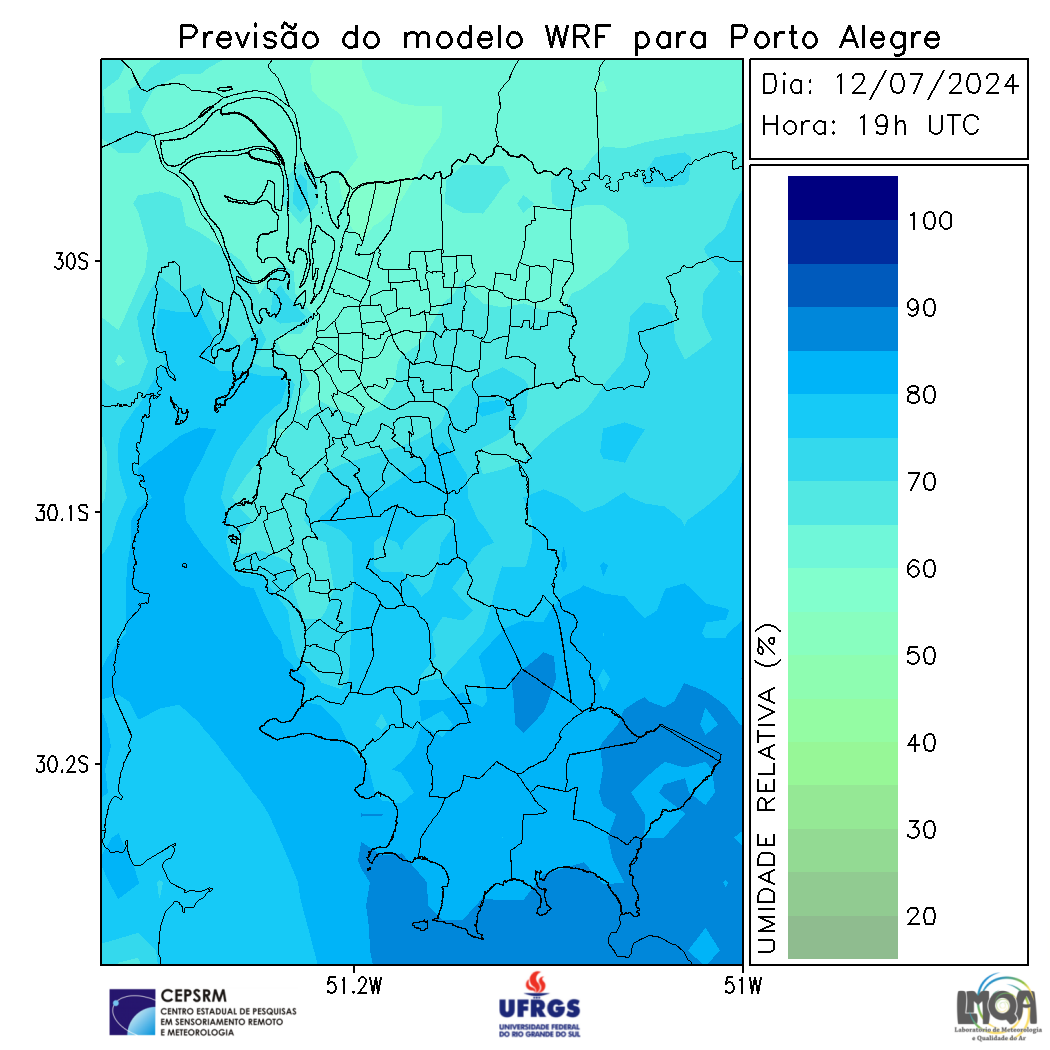 Previsão do modelo WRF para Porto Alegre
Dia: 12/07/2024
Hora: 19h UTC
30S
30.1S
30.2S
51.2W
51W
100
90
80
70
60
50
40
30
20
UMIDADE RELATIVA (%)
CEPSRM
CENTRO ESTADUAL DE PESQUISAS
EM SENSORIAMENTO REMOTO
E METEOROLOGIA
UFRGS
UNIVERSIDADE FEDERAL
DO RIO GRANDE DO SUL
LMQA
Laboratório de Meteorologia
e Qualidade do Ar